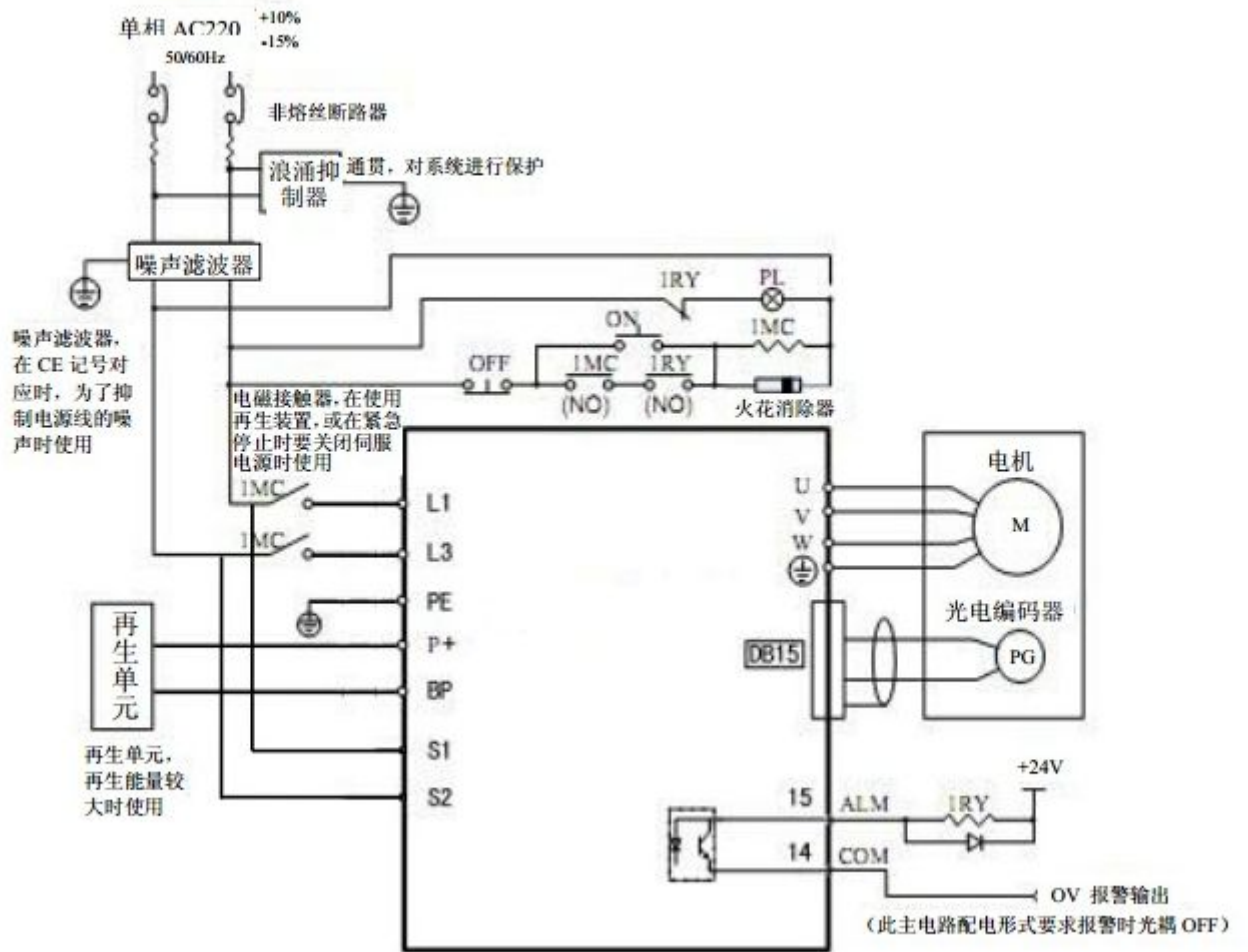 单相 AC220 +10%
-15%
50/60Hz
非熔丝断路器
浪涌抑
制器
通贯，对系统进行保护
噪声滤波器
噪声滤波器，
在 CE 记号对
应时，为了抑
制电源线的噪
声时使用
1RY
PL
ON
1MC
OFF
1MC
1RY
(NO)
(NO)
火花消除器
电磁接触器，在使用
再生装置，或在紧急
停止时要关闭伺服
电源时使用
1MC
L1
1MC
L3
PE
P+
BP
S1
S2
再
生
单
元
再生单元，
再生能量较
大时使用
U
V
W
电机
M
光电编码器
PG
DB15
+24V
15
ALM
1RY
14
COM
OV 报警输出
（此主电路配电形式要求报警时光耦 OFF）